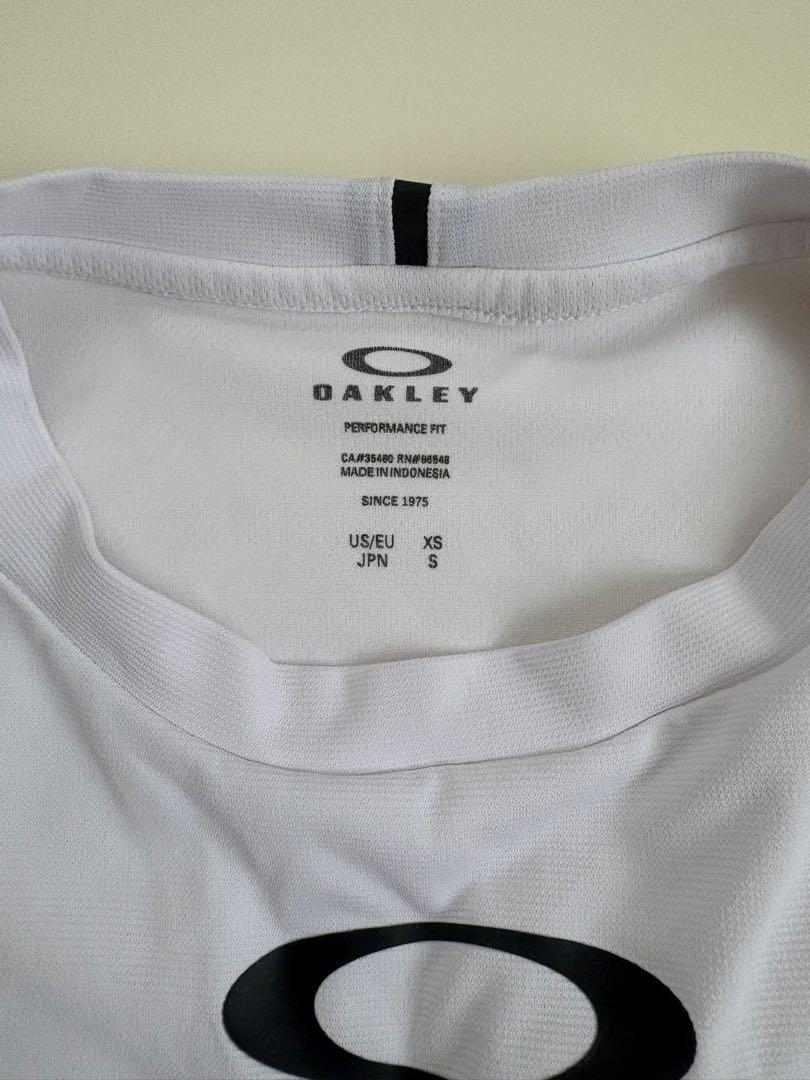 OAKLEY
PERFORMANCE FIT
CA#35460 RN#96548
MADE IN INDONESIA
SINCE 1975
US/EU XS
JPN S